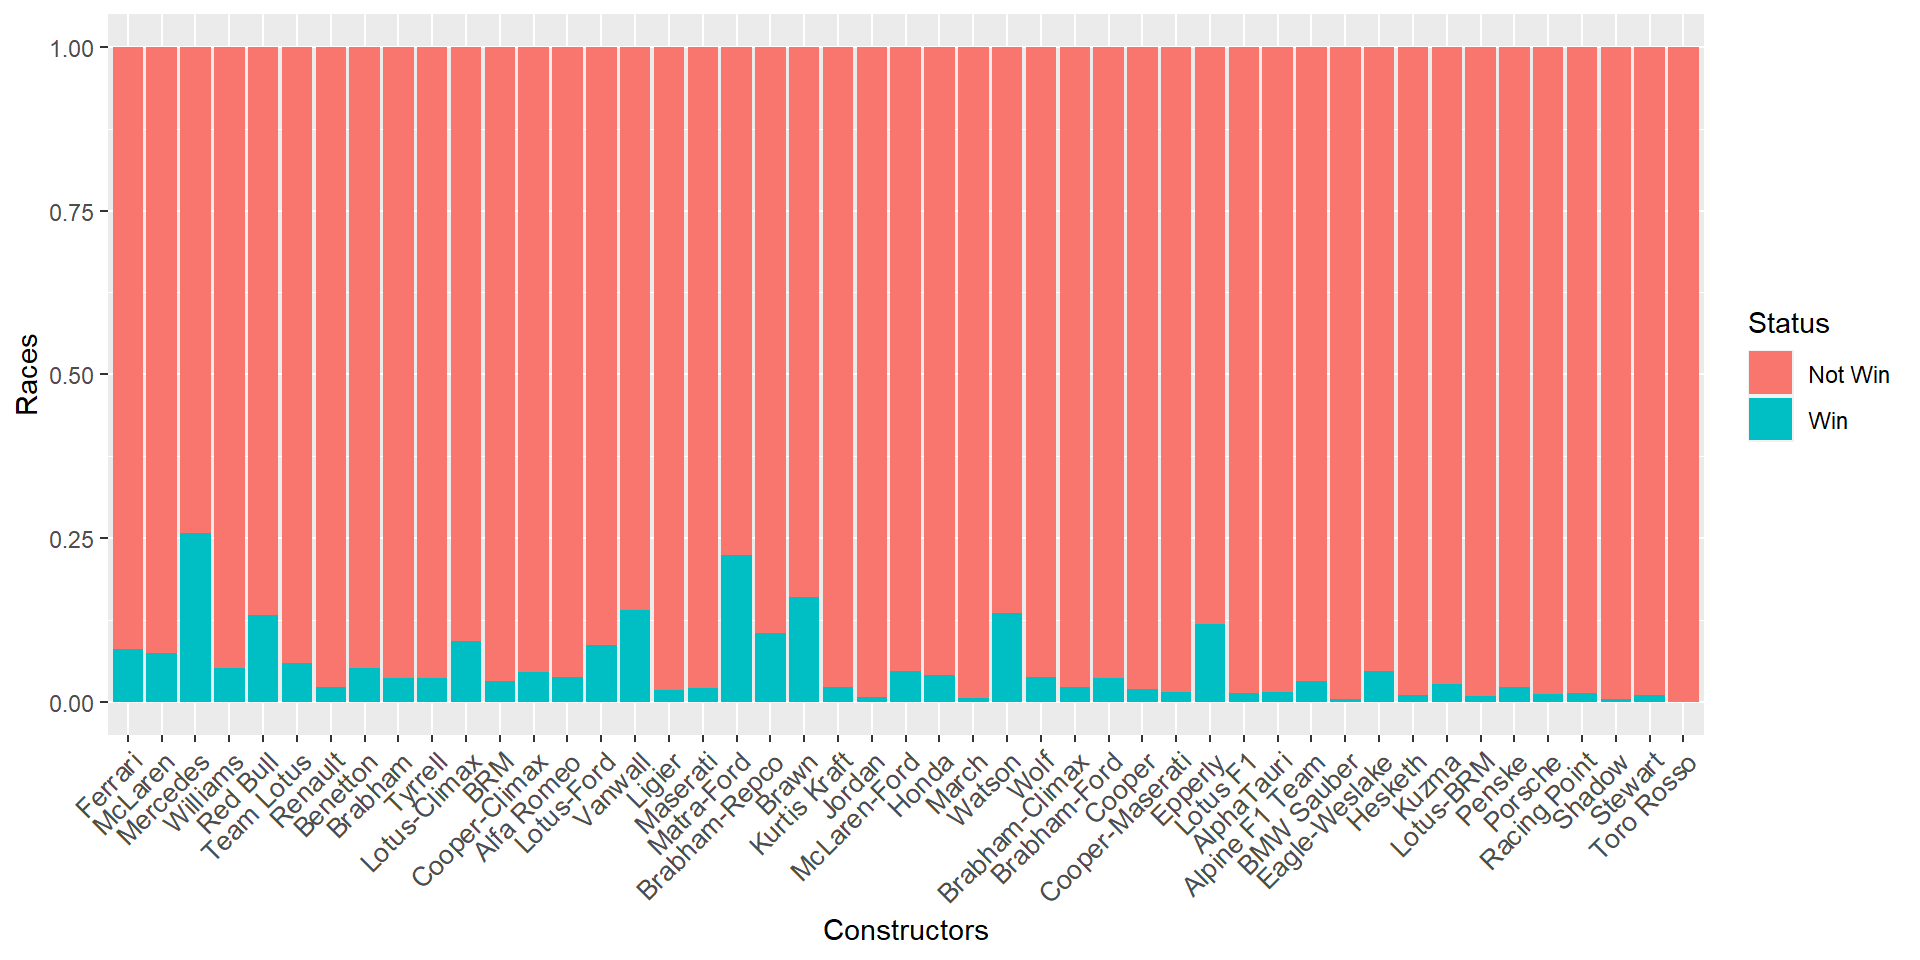 1.00
0.75
0.50
0.25
0.00
Races
Ferrari
McLaren
Mercedes
Williams
Red Bull
Team Lotus
Renault
Benetton
Brabham
Tyrrell
Lotus-Climax
BRM
Cooper-Climax
Alfa Romeo
Lotus-Ford
Vanwall
Ligier
Maserati
Matra-Ford
Brabham-Repco
Brawn
Kurtis Kraft
Jordan
McLaren-Ford
Honda
March
Watson
Wolf
Brabham-Climax
Brabham-Ford
Cooper
Cooper-Maserati
Epperly
Lotus F1
AlphaTauri
Alpine F1 Team
BMW Sauber
Eagle-Weslake
Hesketh
Kuzma
Lotus-BRM
Penske
Porsche
Racing Point
Shadow
Stewart
Toro Rosso
Constructors
Status
Not Win
Win